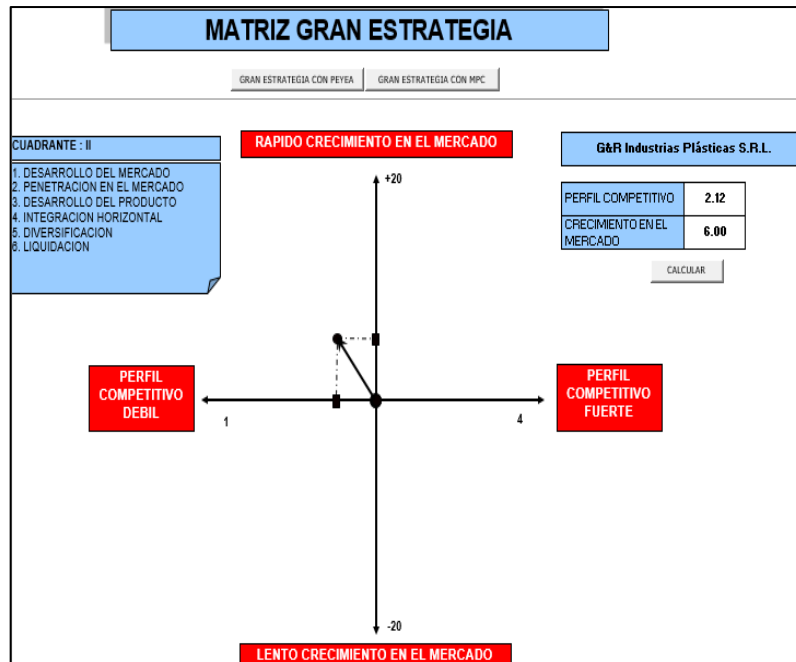 MATRIZ GRAN ESTRATEGIA
GRAN ESTRATEGIA CON PEYEA
GRAN ESTRATEGIA CON MPC
CUADRANTE : II
1. DESARROLLO DEL MERCADO
2. PENETRACION EN EL MERCADO
3. DESARROLLO DEL PRODUCTO
4. INTEGRACION HORIZONTAL
5. DIVERSIFICACION
6. LIQUIDACION
RAPIDO CRECIMIENTO EN EL MERCADO
+20
G&R Industrias Plásticas S.R.L.
PERFIL COMPETITIVO 2.12
CRECIMIENTO EN EL
MERCADO 6.00
CALCULAR
PERFIL
COMPETITIVO
DEBIL
1
4
PERFIL
COMPETITIVO
FUERTE
-20
LENTO CRECIMIENTO EN EL MERCADO